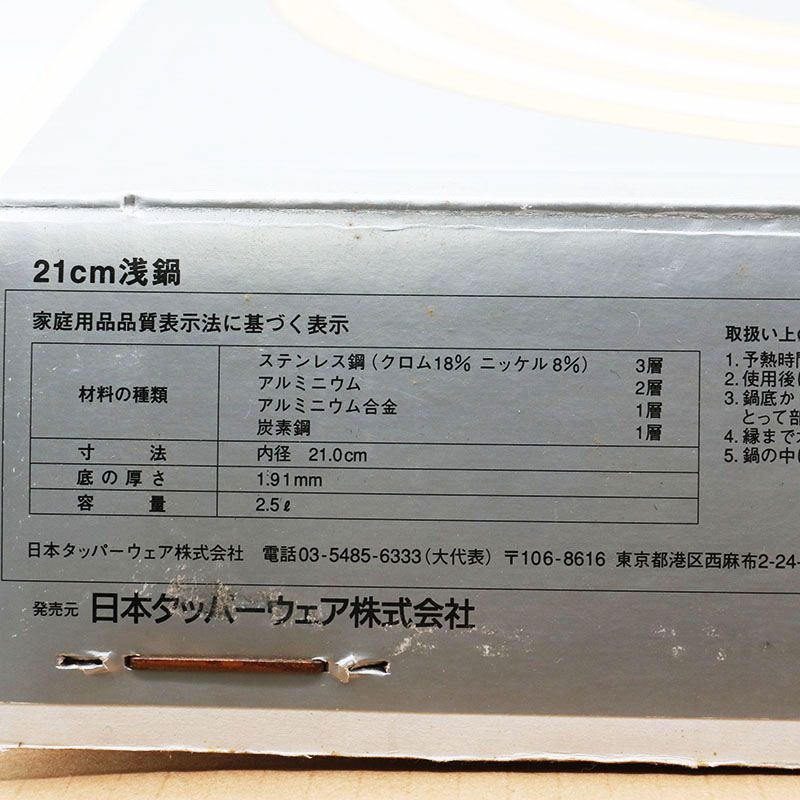 21cm浅鍋
家庭用品品質表示法に基づく表示
材料の種類
ステンレス鋼(クロム18% ニッケル8%) 3層
アルミニウム 2層
アルミニウム合金 1層
炭素鋼 1層
寸法 内径 21.0cm
底の厚さ 1.91mm
容量 2.5ℓ
日本タッパーウェア株式会社 電話03-5485-6333(大代表) 〒106-8616 東京都港区西麻布2-24-
発売元 日本タッパーウェア株式会社
取扱い上の
1. 予熱時間
2. 使用後は
3. 鍋底か
とって部
4. 縁まで
5. 鍋の中に